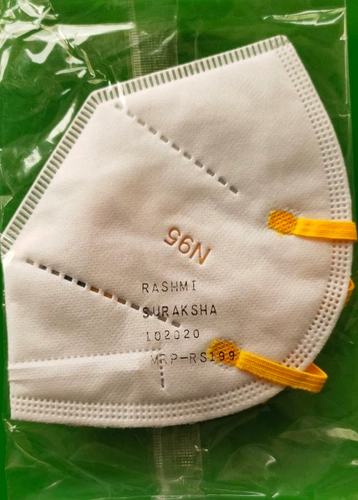 N95
RASHMI
SURAKSHA
102020
MRP-RS199